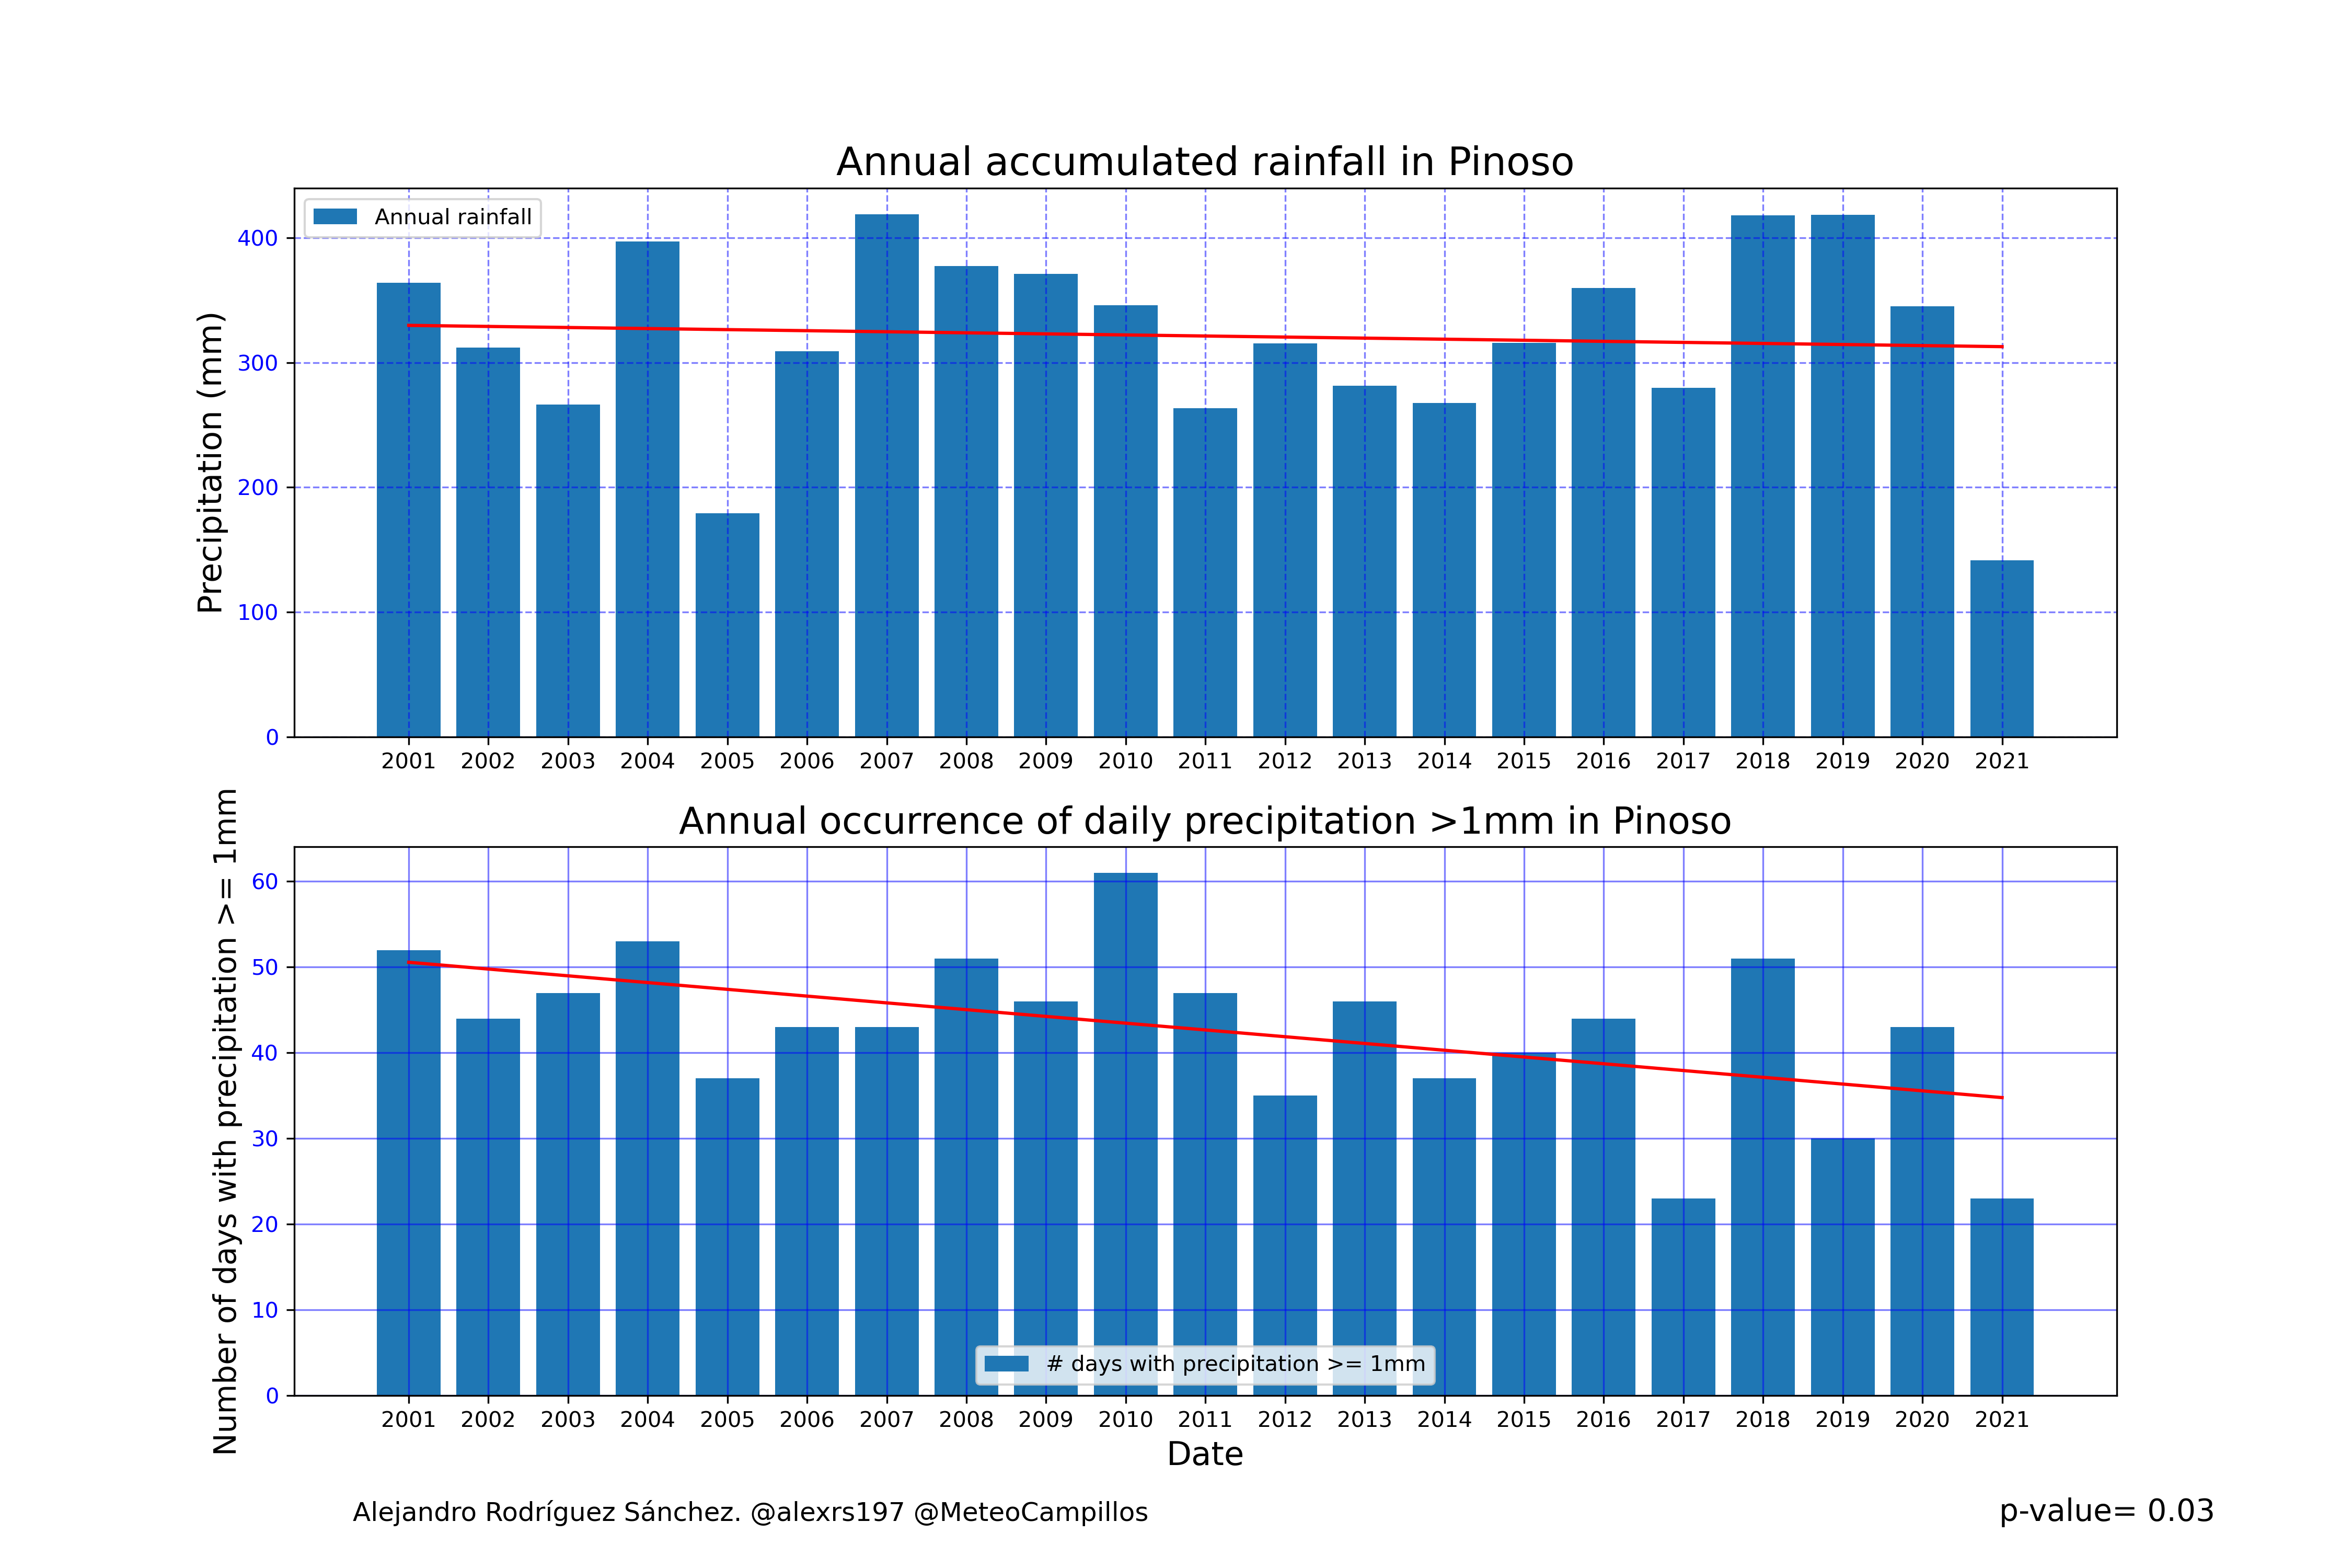 Annual accumulated rainfall in Pinoso
Annual rainfall
Precipitation (mm)
400
300
200
100
0
2001 2002 2003 2004 2005 2006 2007 2008 2009 2010 2011 2012 2013 2014 2015 2016 2017 2018 2019 2020 2021
Annual occurrence of daily precipitation >1mm in Pinoso
Number of days with precipitation >= 1mm
60
50
40
30
20
10
0
# days with precipitation >= 1mm
2001 2002 2003 2004 2005 2006 2007 2008 2009 2010 2011 2012 2013 2014 2015 2016 2017 2018 2019 2020 2021
Date
Alejandro Rodríguez Sánchez. @alexrs197 @MeteoCampillos
p-value= 0.03